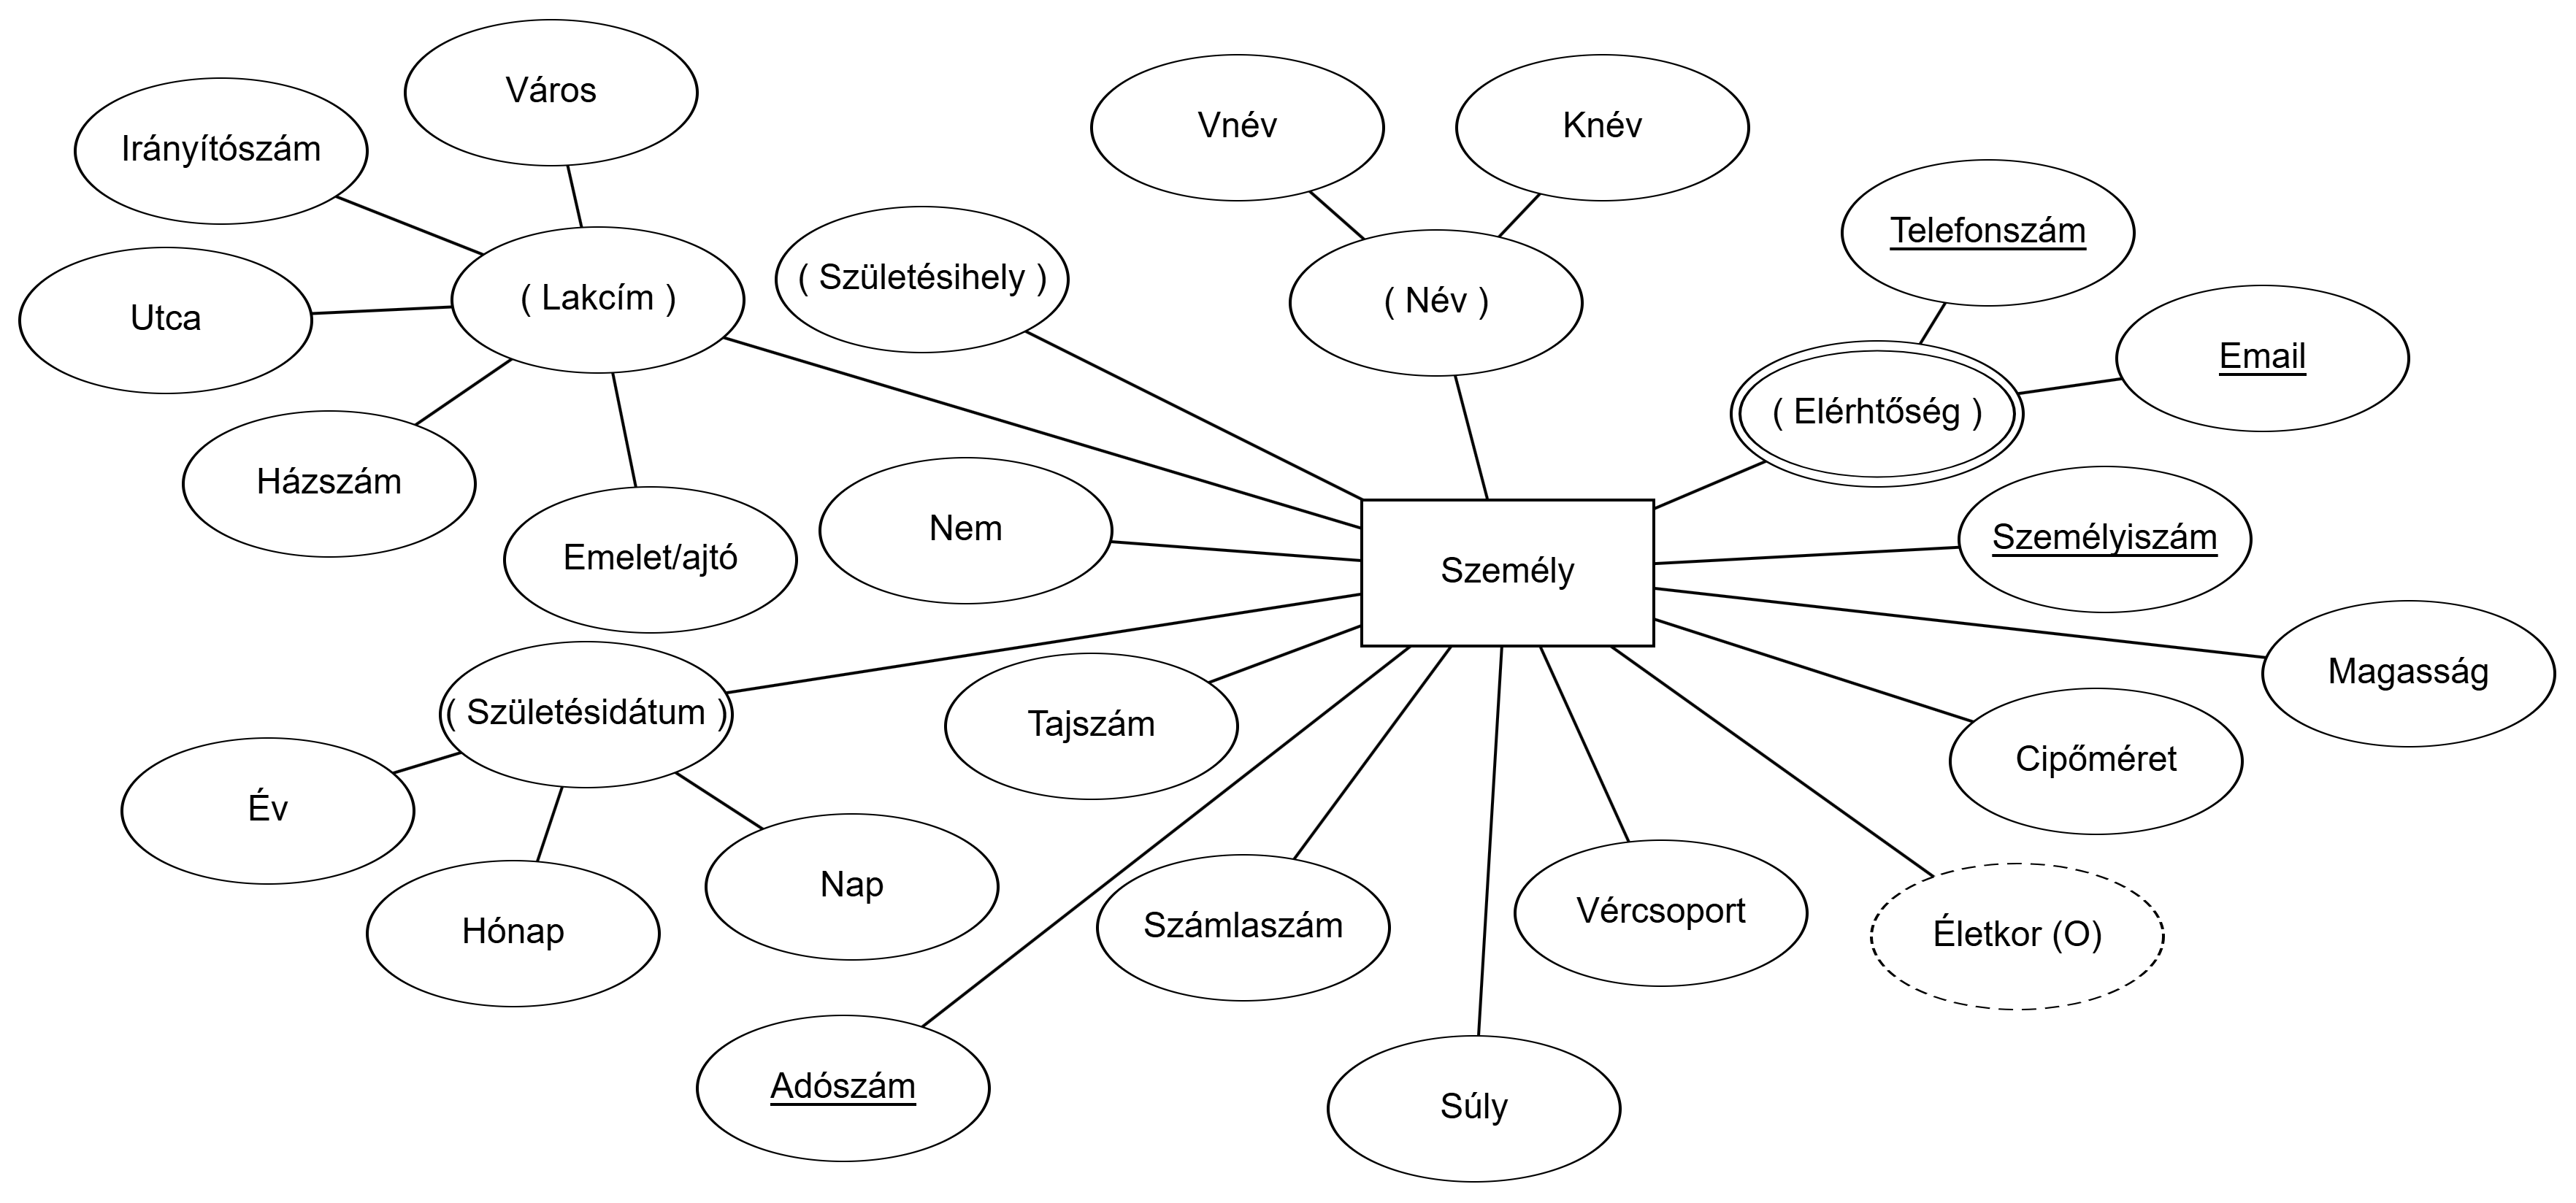 Város
Vnév
Knév
Irányítószám
Telefonszám
( Születésihely )
( Lakcím )
( Név )
Utca
Email
( Elérhtőség )
Házszám
Nem
Személyiszám
Emelet/ajtó
Személy
Magasság
( Születésidátum )
Tajszám
Cipőméret
Év
Nap
Vércsoport
Számlaszám
Hónap
Életkor (O)
Adószám
Súly